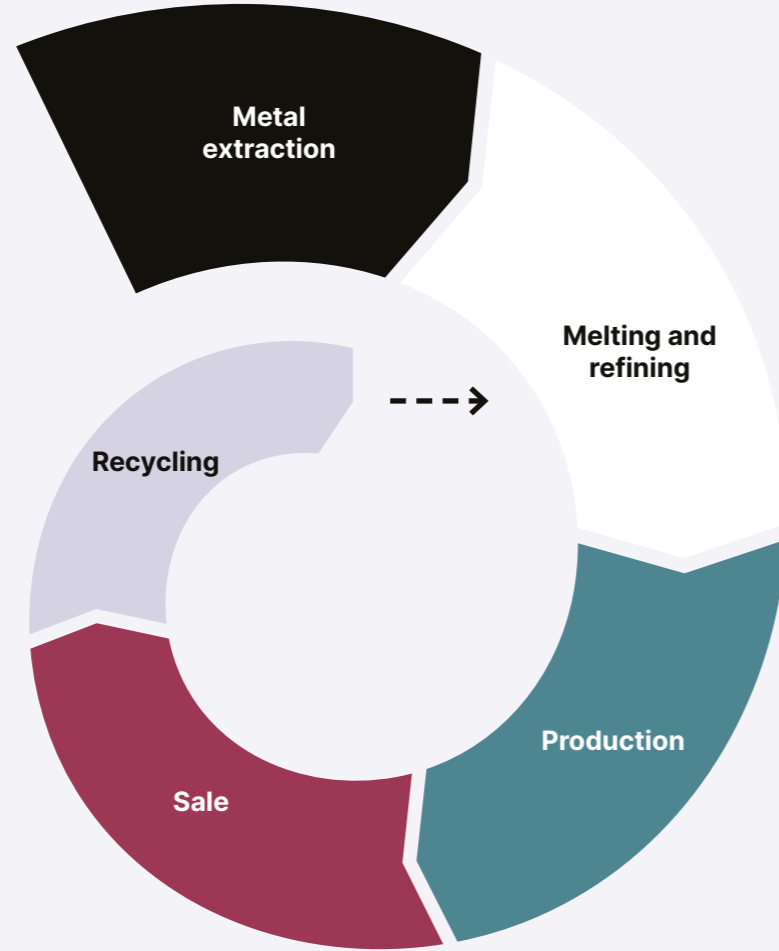 Metal
extraction
Melting and
refining
Recycling
Production
Sale